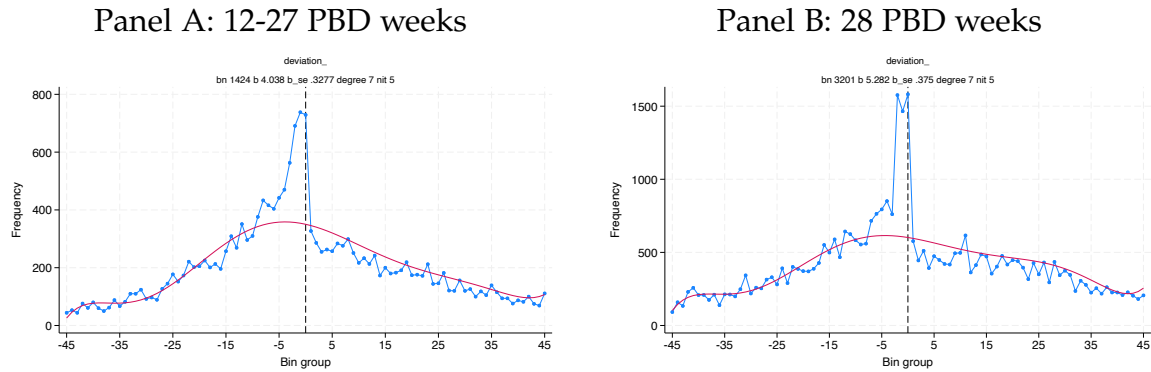 Panel A: 12-27 PBD weeks
deviation_
bn 1424 b 4.038 b_se .3277 degree 7 nit 5
800
600
400
200
0
Frequency
-45
-35
-25
-15
-5
5
15
25
35
45
Bin group
Panel B: 28 PBD weeks
deviation_
bn 3201 b 5.282 b_se .375 degree 7 nit 5
1500
1000
500
0
Frequency
-45
-35
-25
-15
-5
5
15
25
35
45
Bin group